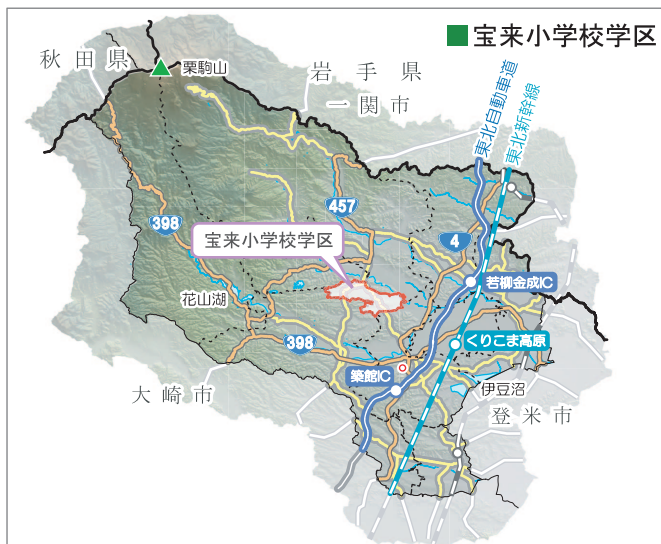 ■宝来小学校学区
秋田県
栗駒山
岩手県
一関市
東北自動車道
東北新幹線
457
398
4
宝来小学校学区
若柳金成IC
花山湖
398
くりこま高原
築館IC
伊豆沼
大崎市
登米市